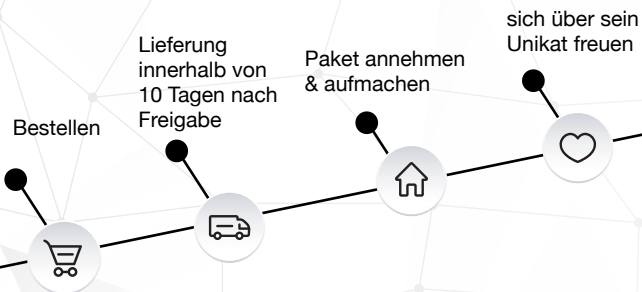 Bestellen
Lieferung
innerhalb von
10 Tagen nach
Freigabe
Paket annehmen
& aufmachen
sich über sein
Unikat freuen